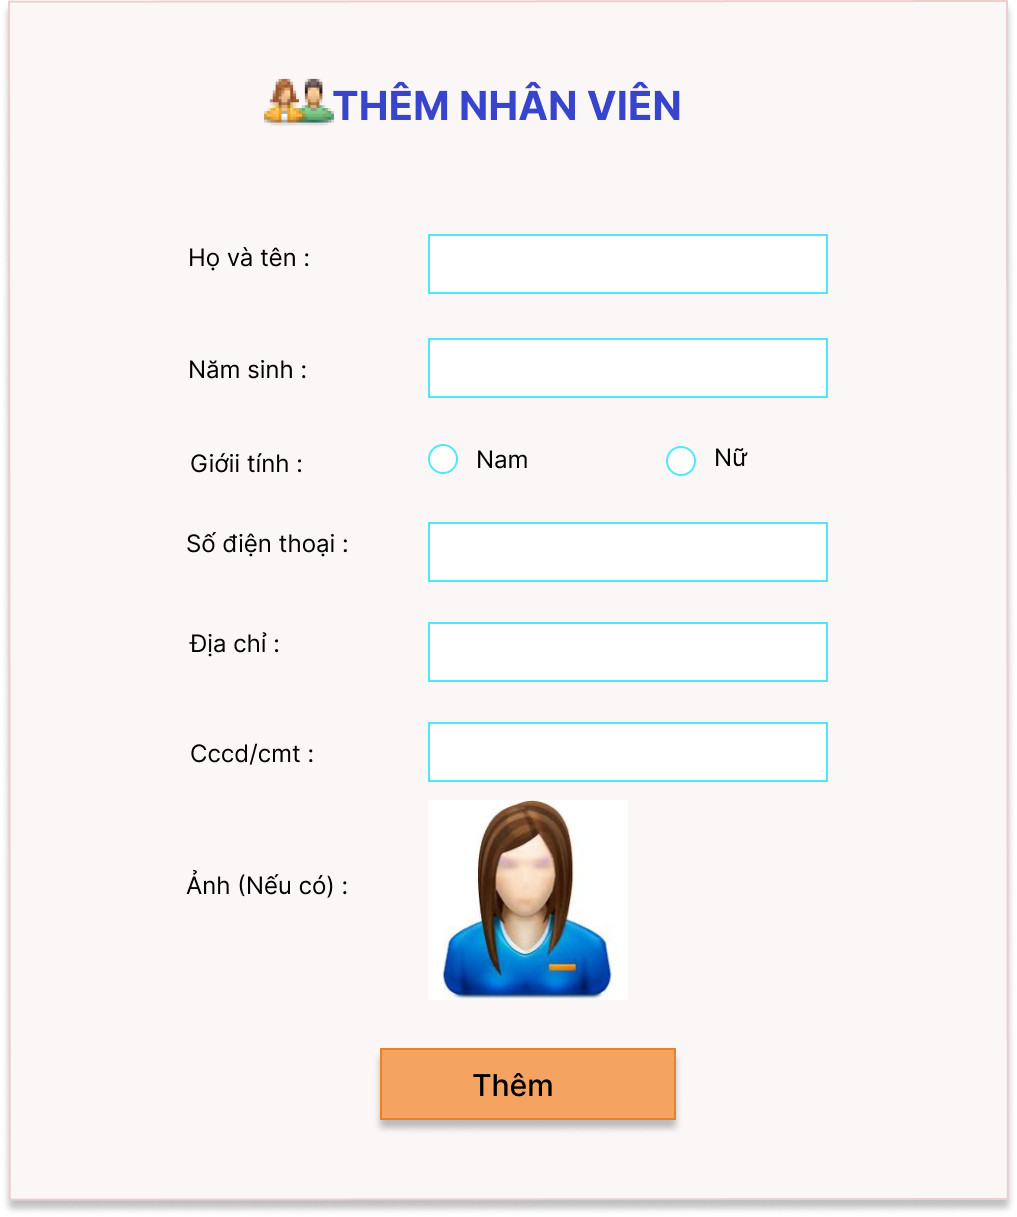 THÊM NHÂN VIÊN
Họ và tên :
Năm sinh :
Giớii tính :
Nam
Nữ
Số điện thoại :
Địa chỉ :
Cccd/cmt :
Ảnh (Nếu có) :
Thêm